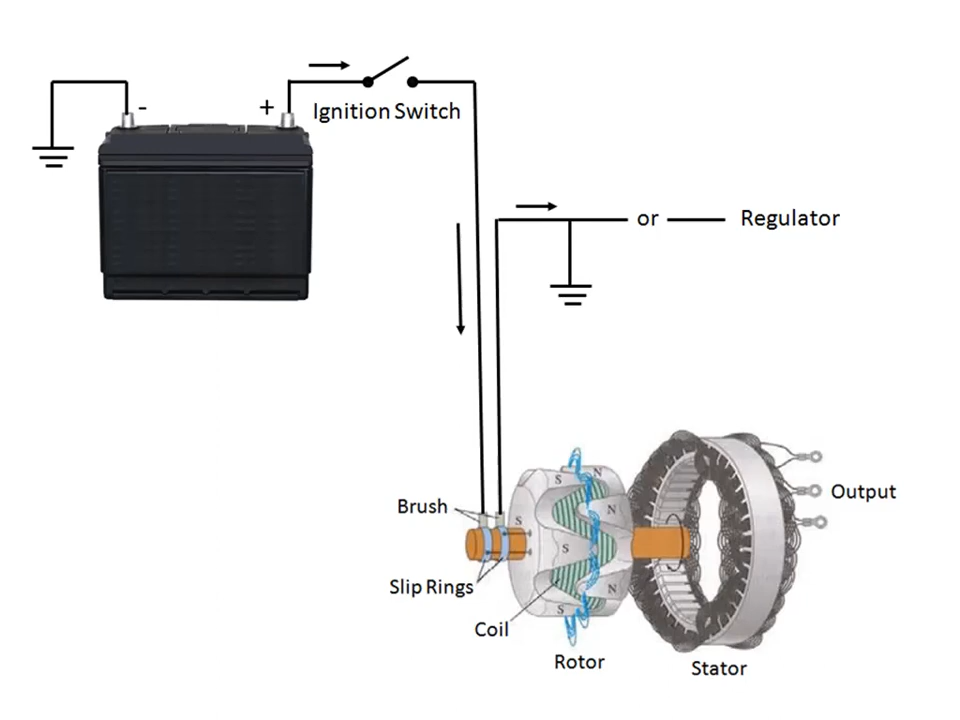 -
+
Ignition Switch
or
Regulator
Output
Brush
Slip Rings
Coil
Rotor
Stator
S
N
S
N
S
N
S